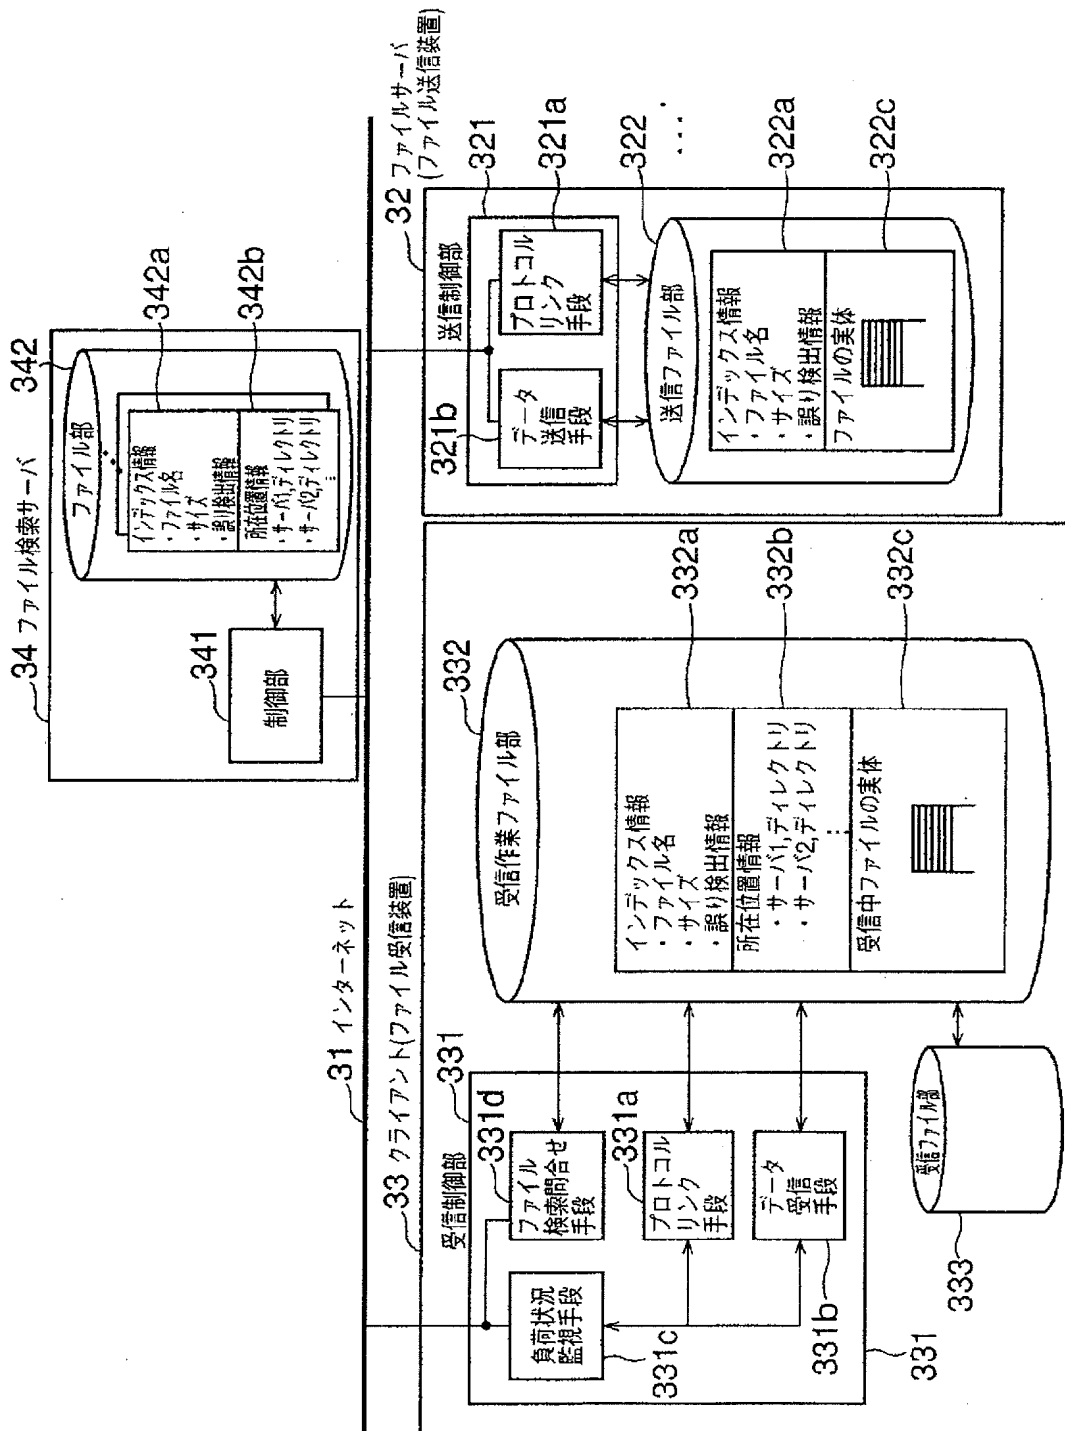 34 ファイル検索サーバ
342
ファイル部
342a
インデックス情報
・ファイル名
・サイズ
・誤り検出情報
342b
所在位置情報
・サーバ1,ディレクトリ
・サーバ2,ディレクトリ
341
制御部
31 インターネット
33 クライアント(ファイル受信装置)
331
受信制御部
331d
ファイル
検索問合せ
手段
331a
プロトコル
リンク
手段
データ
受信
手段
331b
負荷状況
監視手段
331c
331
332
受信作業ファイル部
332a
インデックス情報
・ファイル名
・サイズ
・誤り検出情報
332b
所在位置情報
・サーバ1,ディレクトリ
・サーバ2,ディレクトリ
332c
受信中ファイルの実体
受信ファイル部
333
32 ファイルサーバ
(ファイル送信装置)
321
送信制御部
321a
プロトコル
リンク
手段
321b
データ
送信
手段
322
送信ファイル部
322a
インデックス情報
・ファイル名
・サイズ
・誤り検出情報
322c
ファイルの実体